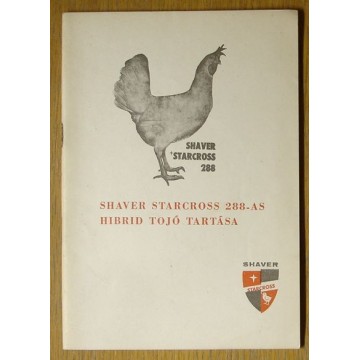 SHAVER
'STARCROSS
288
SHAVER STARCROSS 288-AS
HIBRID TOJÓ TARTÁSA
SHAVER
STARCROSS